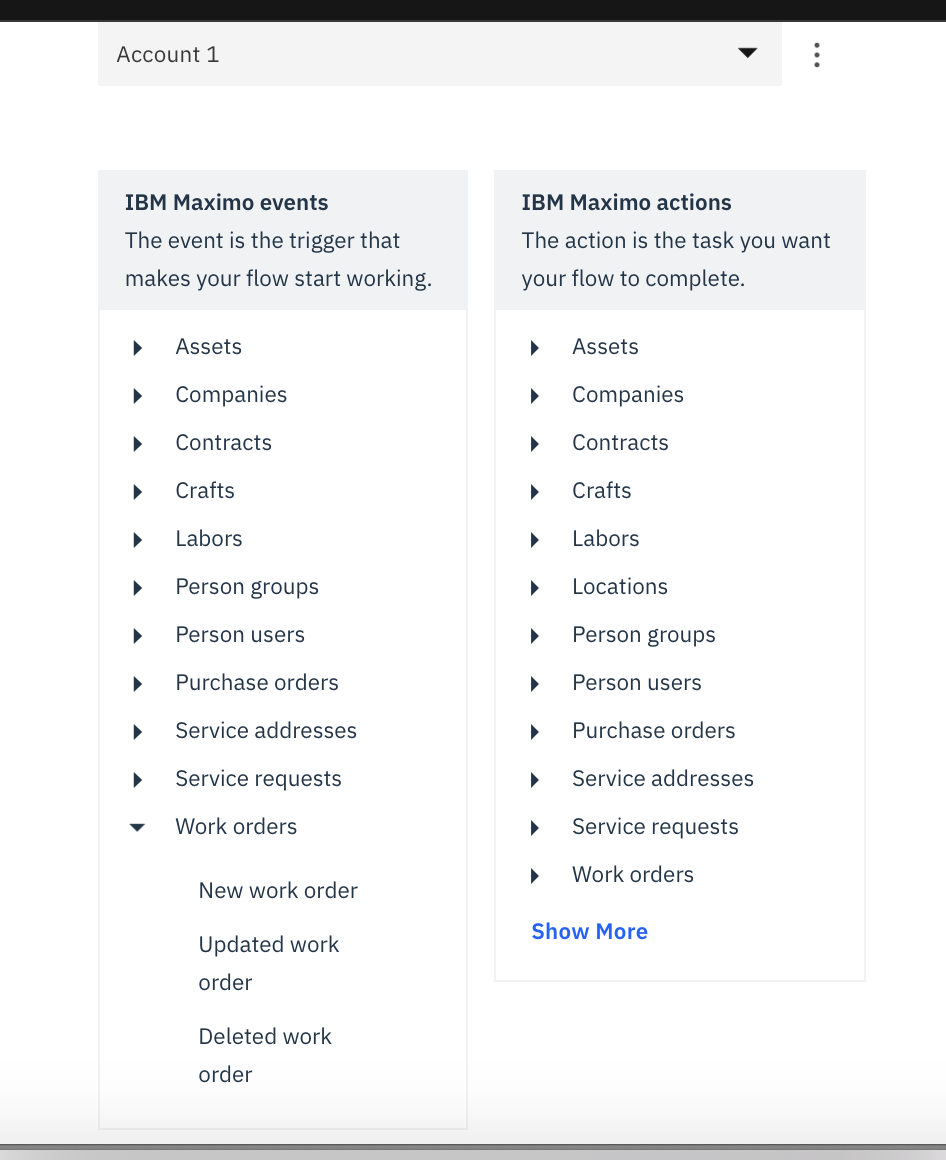 Account 1
IBM Maximo events
The event is the trigger that
makes your flow start working.
Assets
Companies
Contracts
Crafts
Labors
Person groups
Person users
Purchase orders
Service addresses
Service requests
Work orders
New work order
Updated work
order
Deleted work
order
IBM Maximo actions
The action is the task you want
your flow to complete.
Assets
Companies
Contracts
Crafts
Labors
Locations
Person groups
Person users
Purchase orders
Service addresses
Service requests
Work orders
Show More